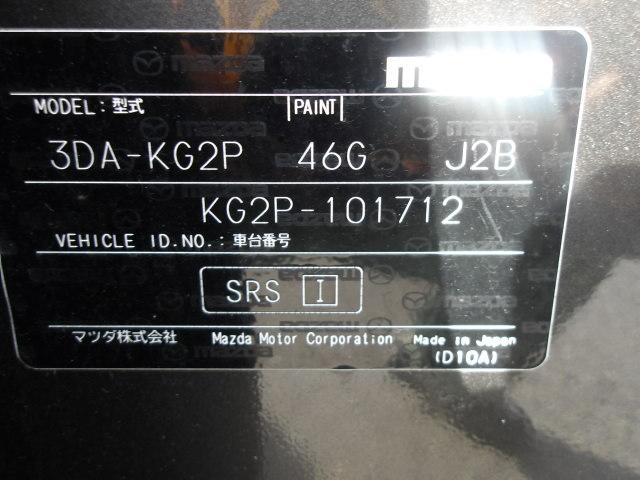 mazda
MODEL: 型式 |PAINT|
3DA-KG2P 46G J2B
KG2P-101712
VEHICLE ID.NO.: 車台番号
SRS I
マツダ株式会社 Mazda Motor Corporation Made in Japan
(D10A)